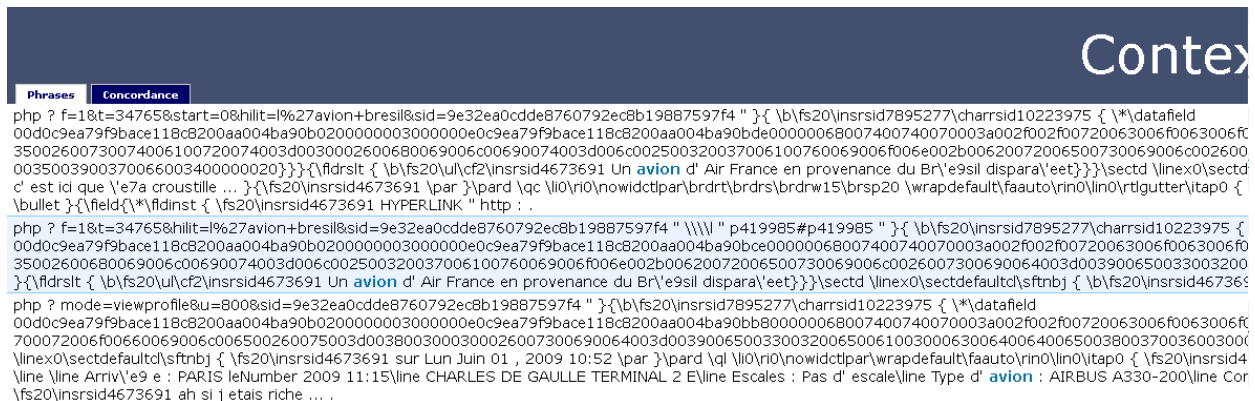 Contex
Phrases Concordance
php ? f=1&t=34765&start=0&hilit=l%27avion+bresil&sid=9e32ea0cdde8760792ec8b19887597f4 " }{ \b\fs20\insrsid7895277\charrsid10223975 { \*\datafield
00d0c9ea79f9bace118c8200aa004ba90b0200000003000000e0c9ea79f9bace118c8200aa004ba90bde00000068007400740070003a002f002f00720063006f0063006f0
35002600730074006100720074003d0030002600680069006c00690074003d006c002500320037006100760069006f006e002b00620072006500730069006c002600
0035003900370066003400000020}}}{\fldrslt { \b\fs20\ul\cf2\insrsid4673691 Un avion d' Air France en provenance du Br\'e9sil dispara\'eet}}}\sectd \linex0\sectd
c' est ici que \'e7a croustille ... }{\fs20\insrsid4673691 \par }\pard \qc \li0\ri0\nowidctlpar\brdrt\brdrs\brdrw15\brsp20 \wrapdefault\faauto\rin0\lin0\rtlgutter\itap0 {
\bullet }{\field{\*\fldinst { \fs20\insrsid4673691 HYPERLINK " http : .
php ? f=1&t=34765&hilit=l%27avion+bresil&sid=9e32ea0cdde8760792ec8b19887597f4 " \\\\l " p419985#p419985 " }{ \b\fs20\insrsid7895277\charrsid10223975 {
00d0c9ea79f9bace118c8200aa004ba90b0200000003000000e0c9ea79f9bace118c8200aa004ba90bce00000068007400740070003a002f002f00720063006f0063006f0
35002600680069006c00690074003d006c002500320037006100760069006f006e002b00620072006500730069006c0026007300690064003d00390065003300320
}{\fldrslt { \b\fs20\ul\cf2\insrsid4673691 Un avion d' Air France en provenance du Br\'e9sil dispara\'eet}}}\sectd \linex0\sectdefaultcl\sftnbj { \b\fs20\insrsid467369
php ? mode=viewprofile&u=800&sid=9e32ea0cdde8760792ec8b19887597f4 " }{\b\fs20\insrsid7895277\charrsid10223975 { \*\datafield
00d0c9ea79f9bace118c8200aa004ba90b0200000003000000e0c9ea79f9bace118c8200aa004ba90bb800000068007400740070003a002f002f00720063006f0063006f0
700072006f00660069006c006500260075003d0038003000300026007300690064003d00390065003300320065006100300063006400640065003800370036003000
\linex0\sectdefaultcl\sftnbj { \fs20\insrsid4673691 sur Lun Juin 01 , 2009 10:52 \par }\pard \ql \li0\ri0\nowidctlpar\wrapdefault\faauto\rin0\lin0\itap0 { \fs20\insrsid4
\line \line Arriv\'e9 e : PARIS leNumber 2009 11:15\line CHARLES DE GAULLE TERMINAL 2 E\line Escales : Pas d' escale\line Type d' avion : AIRBUS A330-200\line Cor
\fs20\insrsid4673691 ah si j etais riche ... .